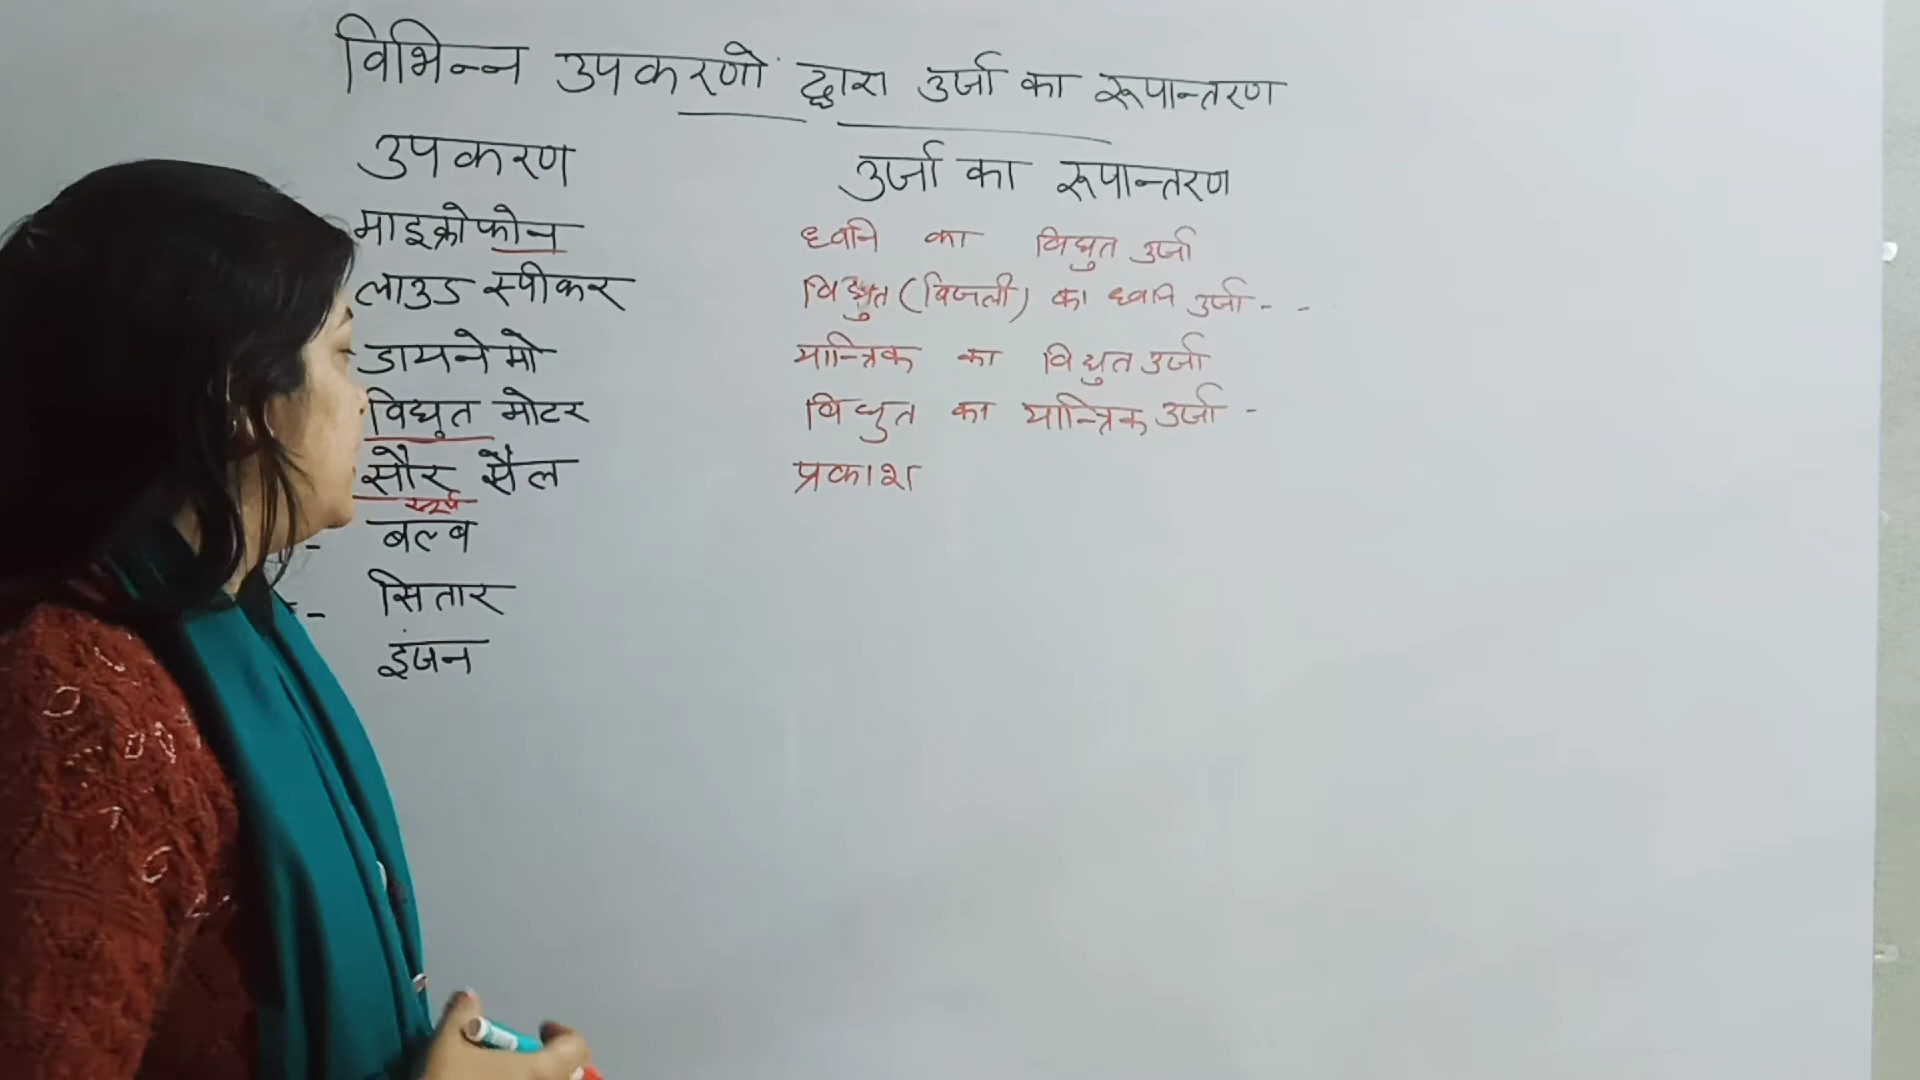 विभिन्न उपकरणों द्वारा उर्जा का रूपान्तरण
उपकरण उर्जा का रूपान्तरण
माइक्रोफोन ध्वनि का विद्युत उर्जा
लाउड स्पीकर विद्युत (बिजली) का ध्वनि उर्जा - -
डायनेमो यान्त्रिक का विद्युत उर्जा
विद्युत मोटर विद्युत का यान्त्रिक उर्जा -
सौर सैल प्रकाश
सूर्य
- बल्ब
- सितार
इंजन